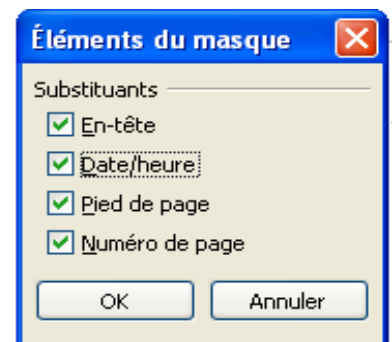 Éléments du masque
Substituants
En-tête
Date/heure
Pied de page
Numéro de page
OK
Annuler